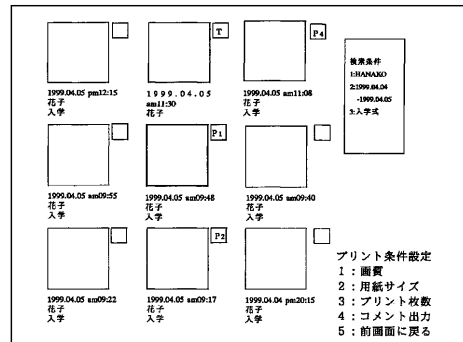 T
P4
1999.04.05 pm12:15
花子
入学
1999.04.05
am11:30
花子
1999.04.05 am11:08
花子
入学
検索条件
1:HANAKO
2:1999.04.04
-1999.04.05
3:入学式
P1
1999.04.05 am09:55
花子
入学
1999.04.05 am09:48
花子
入学
1999.04.05 am09:40
花子
入学
P2
1999.04.05 am09:22
花子
入学
1999.04.05 am09:17
花子
入学
1999.04.04 pm20:15
花子
入学
プリント条件設定
1：画質
2：用紙サイズ
3：プリント枚数
4：コメント出力
5：前画面に戻る